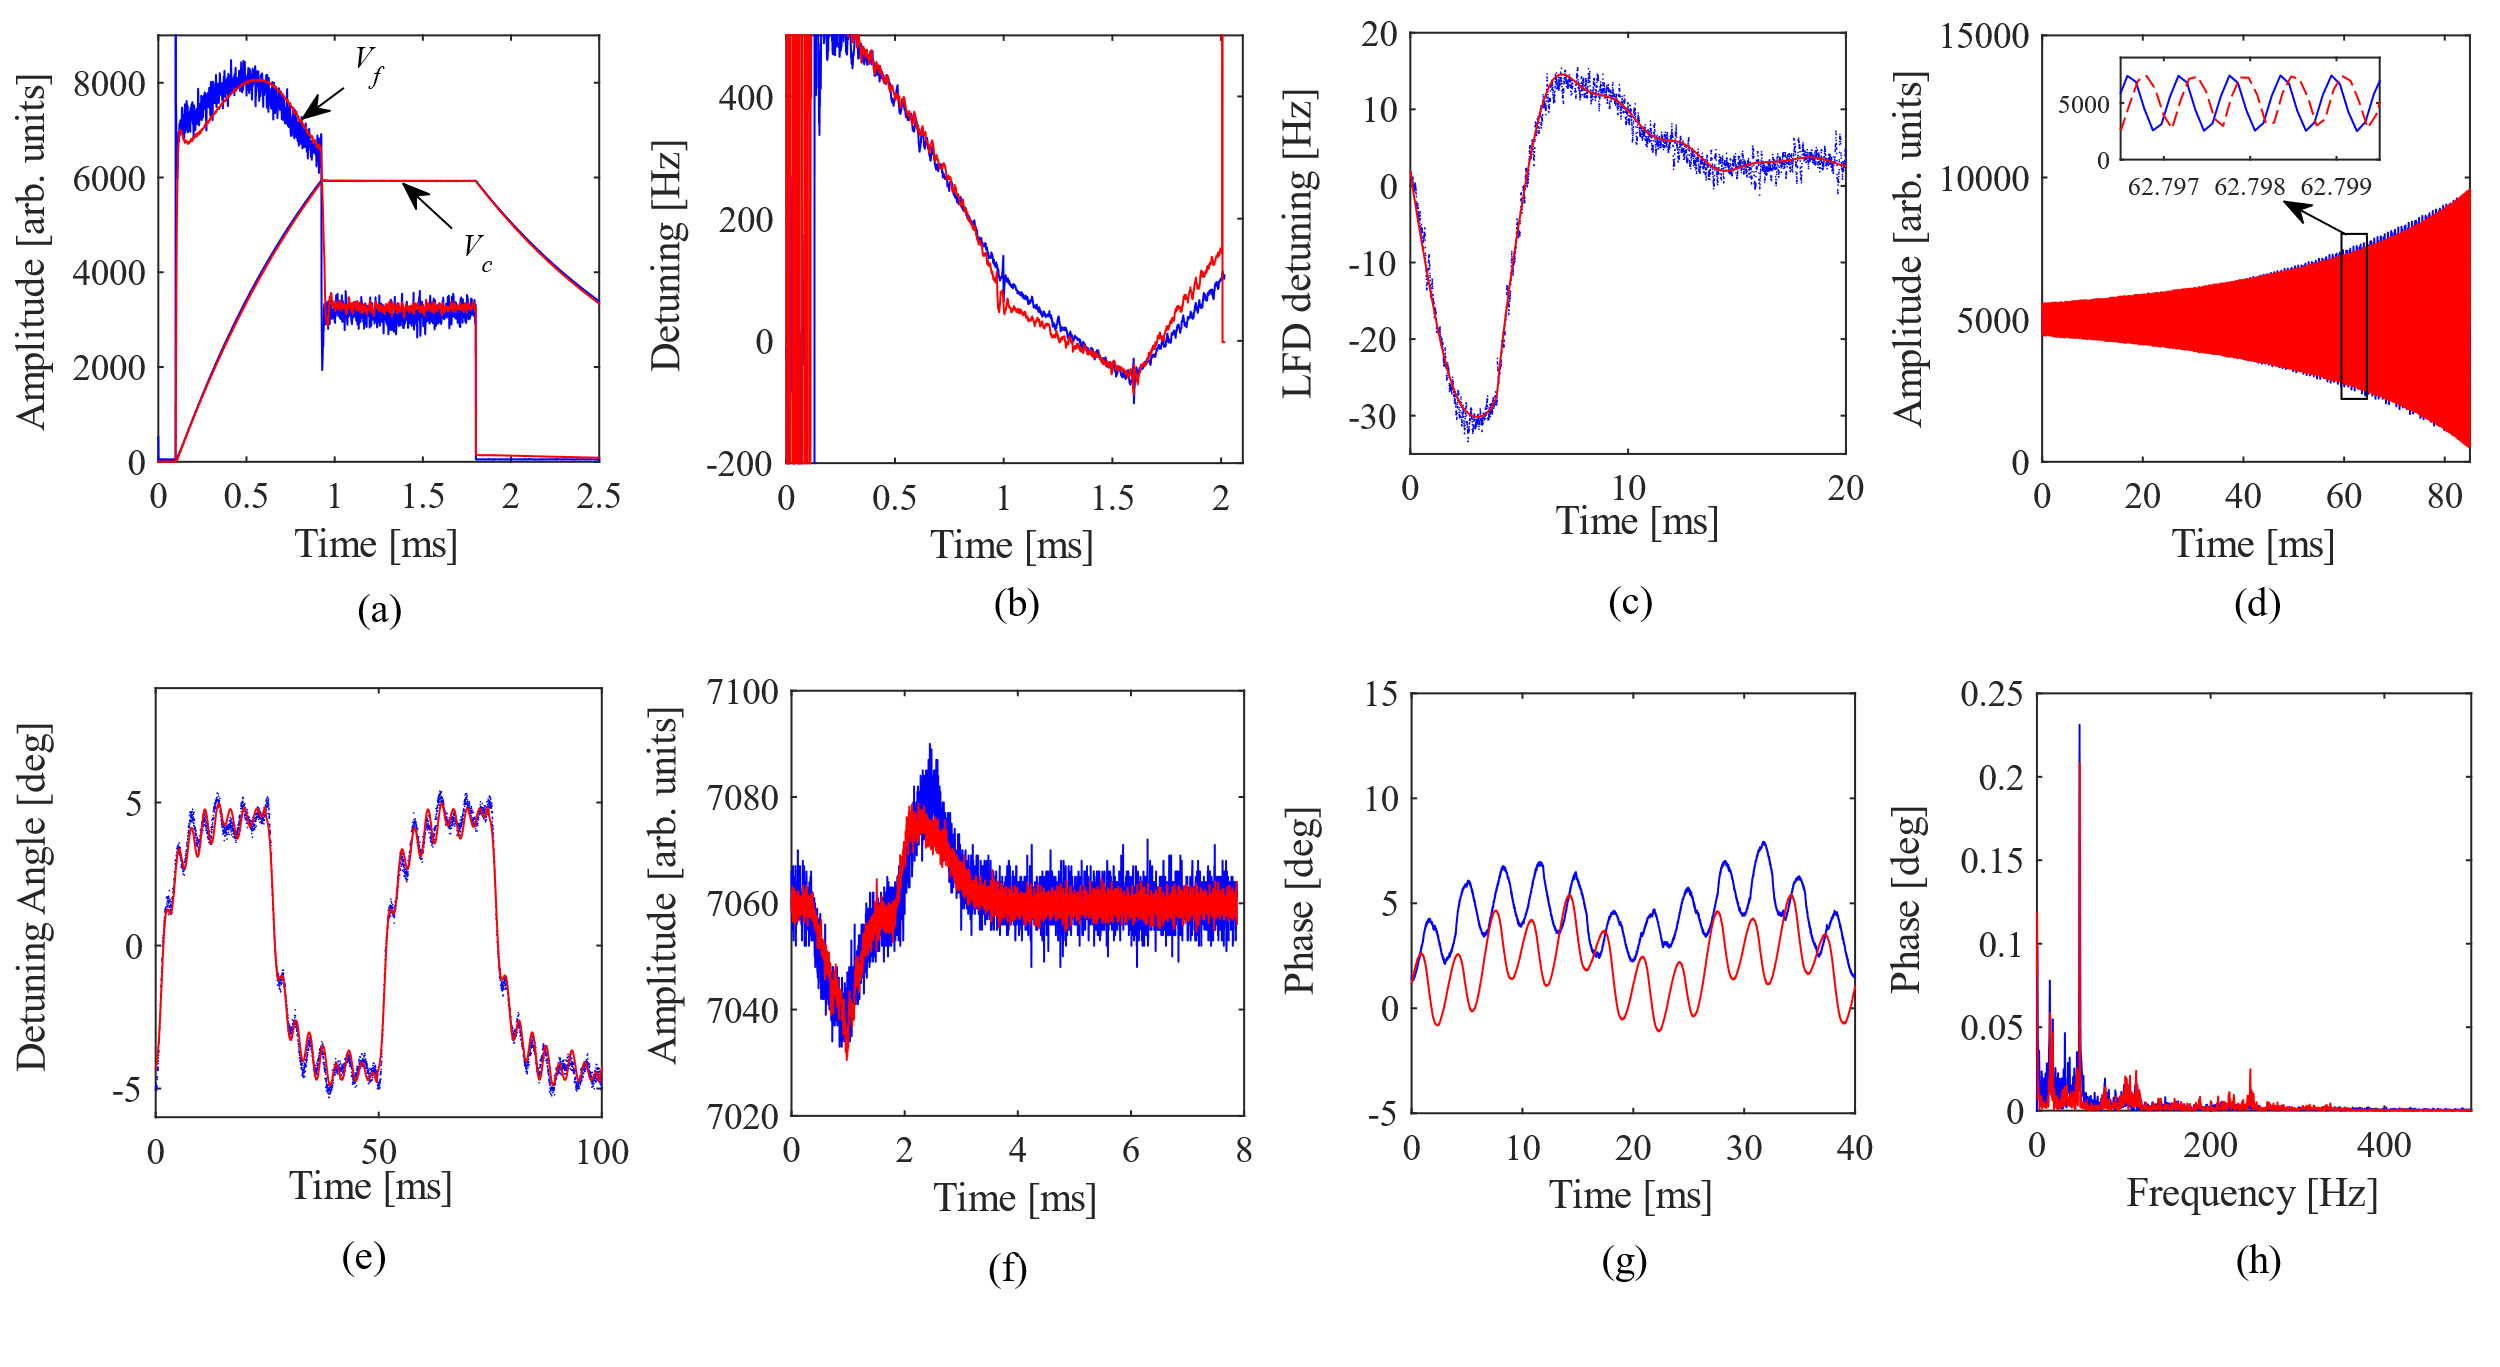 Amplitude [arb. units]
8000
6000
4000
2000
0
0 0.5 1 1.5 2 2.5
Time [ms]
V_f
V_c
(a)
Detuning [Hz]
400
200
0
-200
0 0.5 1 1.5 2
Time [ms]
(b)
LFD detuning [Hz]
20
10
0
-10
-20
-30
0 10 20
Time [ms]
(c)
Amplitude [arb. units]
15000
10000
5000
0
5000
0
62.797 62.798 62.799
0 20 40 60 80
Time [ms]
(d)
Detuning Angle [deg]
5
0
-5
0 50 100
Time [ms]
(e)
Amplitude [arb. units]
7100
7080
7060
7040
7020
0 2 4 6 8
Time [ms]
(f)
Phase [deg]
15
10
5
0
-5
0 10 20 30 40
Time [ms]
(g)
Phase [deg]
0.25
0.2
0.15
0.1
0.05
0
0 200 400
Frequency [Hz]
(h)